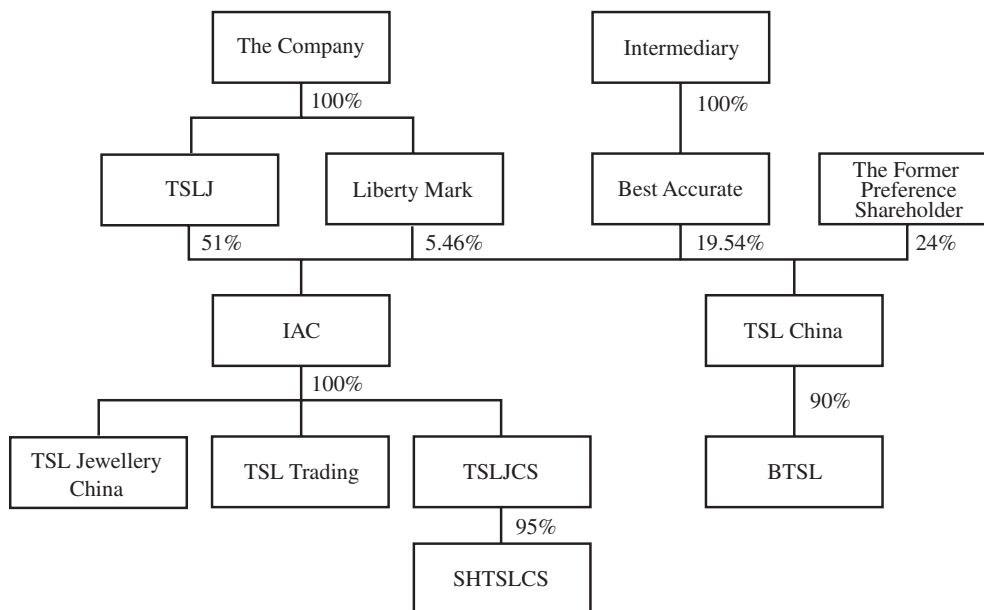 The Company
Intermediary
100%
100%
TSLJ
Liberty Mark
Best Accurate
The Former
Preference
Shareholder
51%
5.46%
19.54%
24%
IAC
TSL China
100%
90%
TSL Jewellery
China
TSL Trading
TSLJCS
BTSL
95%
SHTSLCS